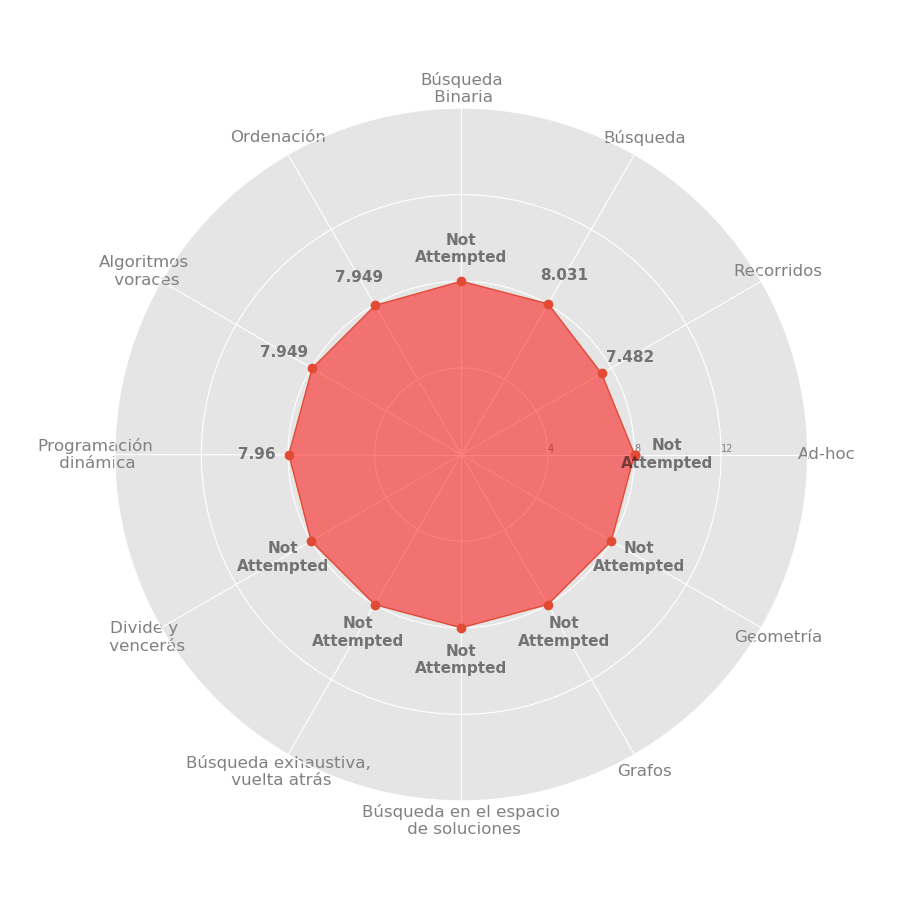 Búsqueda
Binaria
Ordenación
Búsqueda
Not
Attempted
Algoritmos
voraces
7.949
8.031
Recorridos
7.949
7.482
Programación
dinámica
7.96
4
8
12
Not
Attempted
Ad-hoc
Not
Attempted
Not
Attempted
Divide y
vencerás
Not
Attempted
Not
Attempted
Not
Attempted
Geometría
Búsqueda exhaustiva,
vuelta atrás
Grafos
Búsqueda en el espacio
de soluciones